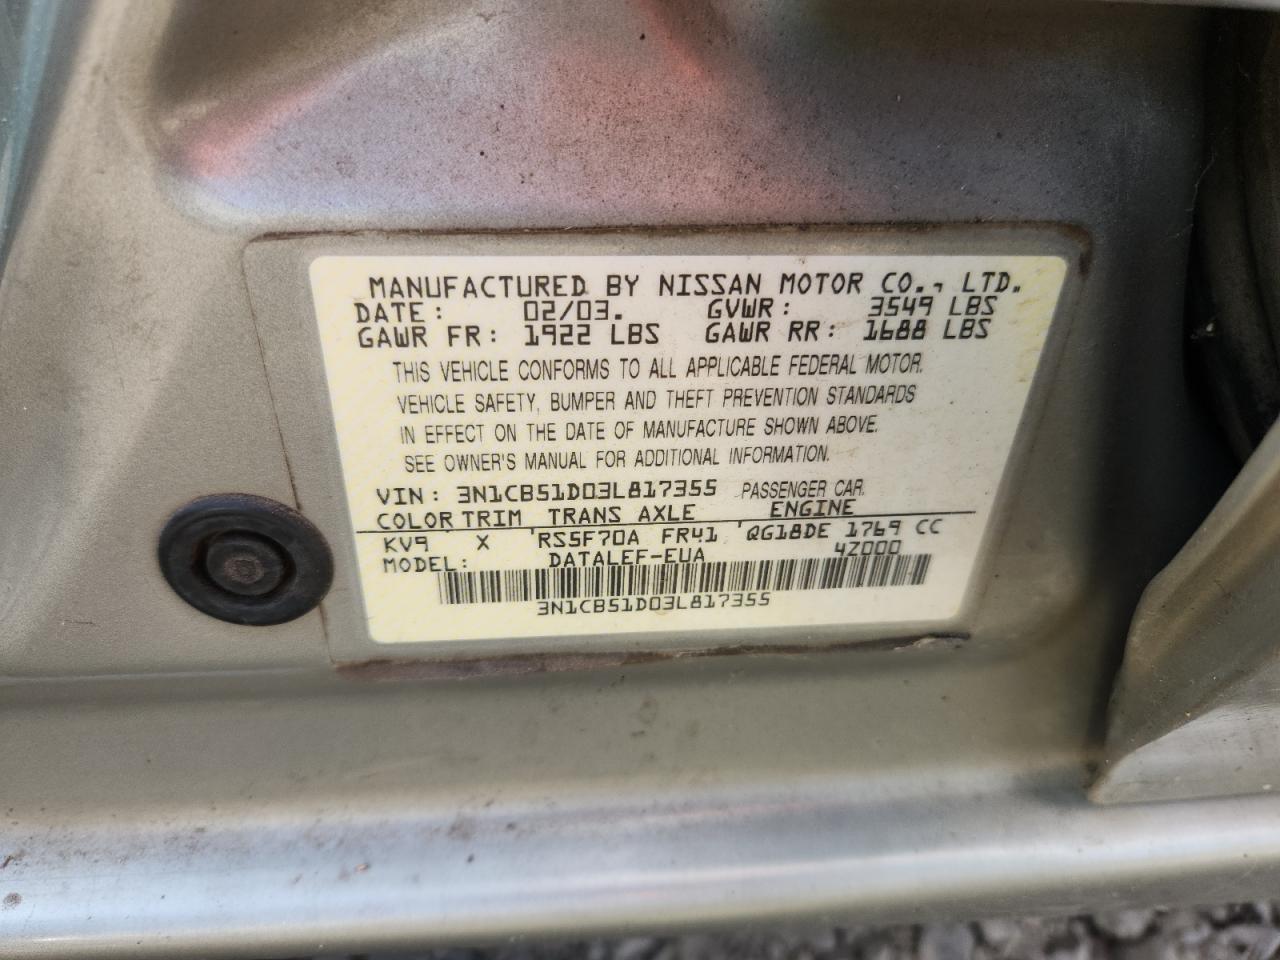 MANUFACTURED BY NISSAN MOTOR CO., LTD.
DATE: 02/03. GVWR: 3549 LBS
GAWR FR: 1922 LBS GAWR RR: 1688 LBS
THIS VEHICLE CONFORMS TO ALL APPLICABLE FEDERAL MOTOR.
VEHICLE SAFETY, BUMPER AND THEFT PREVENTION STANDARDS
IN EFFECT ON THE DATE OF MANUFACTURE SHOWN ABOVE.
SEE OWNER'S MANUAL FOR ADDITIONAL INFORMATION.
VIN: 3N1CB51D03L817355 PASSENGER CAR.
COLOR TRIM TRANS AXLE ENGINE
KV9 X RS5F70A FR41 QG18DE 1769 CC
MODEL: DATALEF-EUA 4Z000
3N1CB51D03L817355